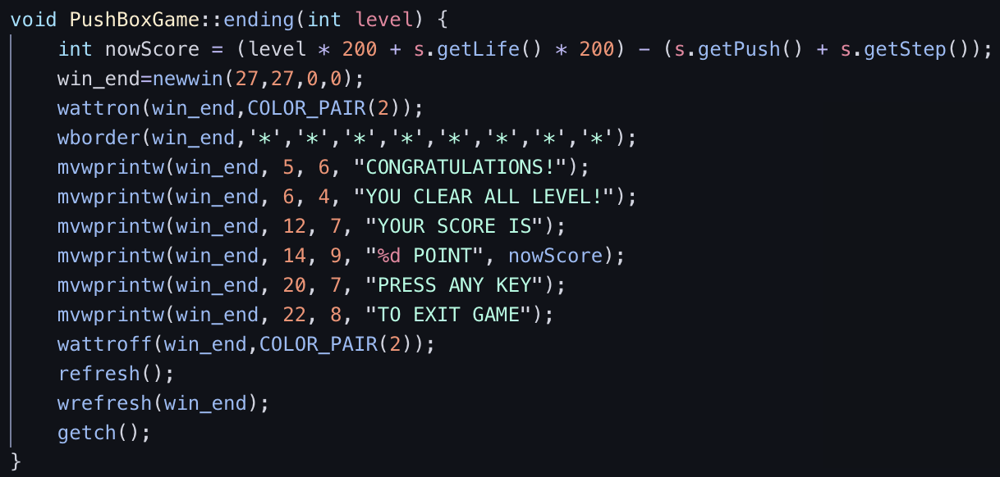 void PushBoxGame::ending(int level) {
    int nowScore = (level * 200 + s.getLife() * 200) - (s.getPush() + s.getStep());
    win_end=newwin(27,27,0,0);
    wattron(win_end,COLOR_PAIR(2));
    wborder(win_end,'*','*','*','*','*','*','*','*');
    mvwprintw(win_end, 5, 6, "CONGRATULATIONS!");
    mvwprintw(win_end, 6, 4, "YOU CLEAR ALL LEVEL!");
    mvwprintw(win_end, 12, 7, "YOUR SCORE IS");
    mvwprintw(win_end, 14, 9, "%d POINT", nowScore);
    mvwprintw(win_end, 20, 7, "PRESS ANY KEY");
    mvwprintw(win_end, 22, 8, "TO EXIT GAME");
    wattroff(win_end,COLOR_PAIR(2));
    refresh();
    wrefresh(win_end);
    getch();
}